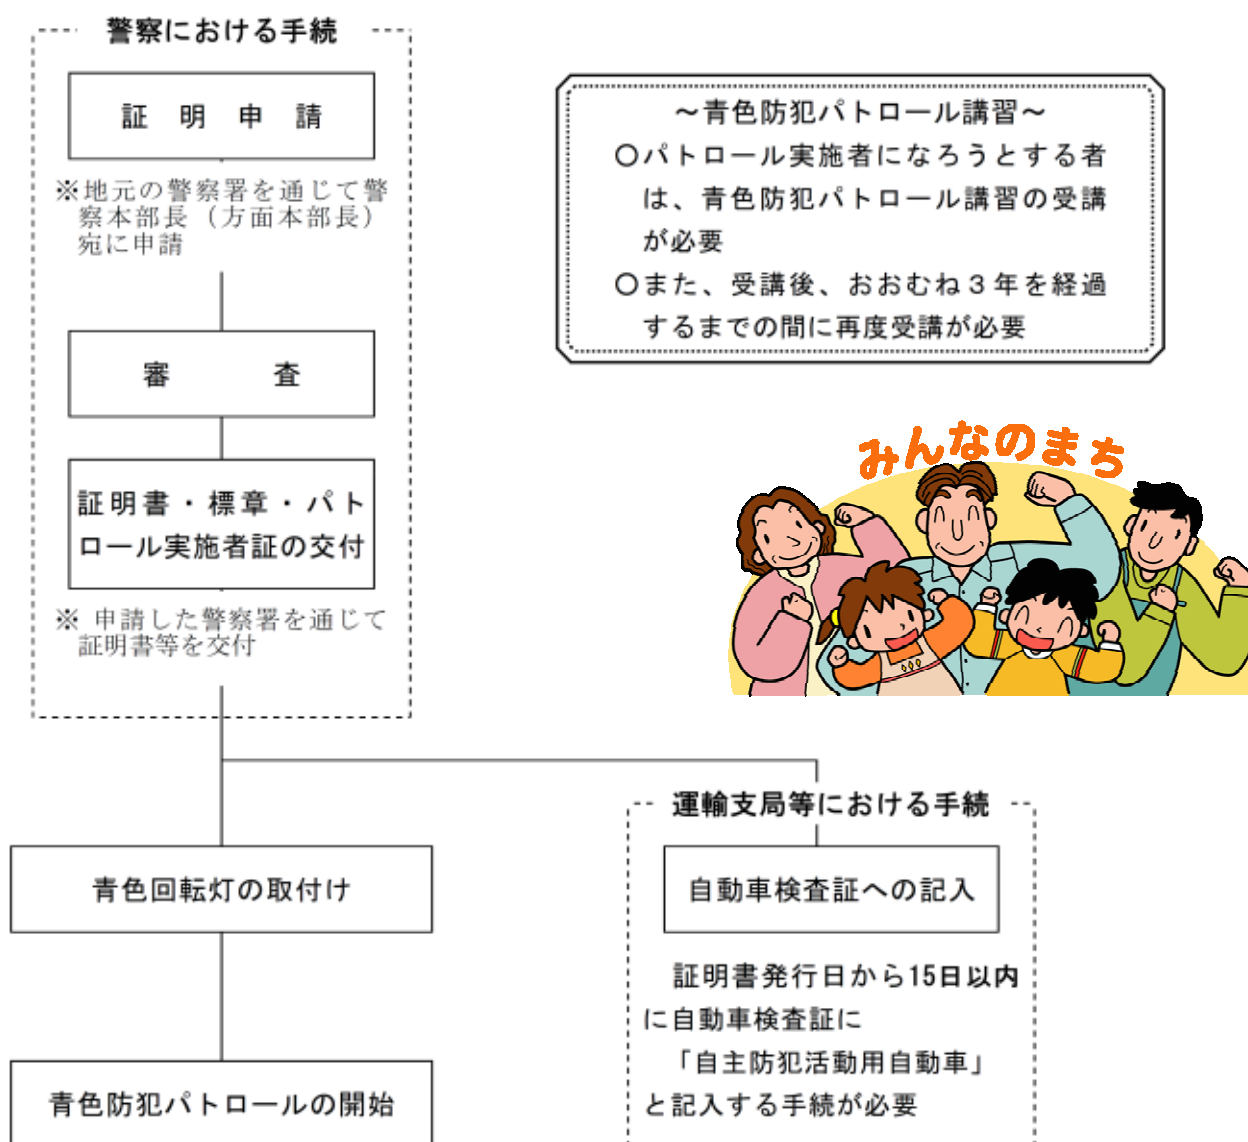 警察における手続
証明申請
※地元の警察署を通じて警
察本部長（方面本部長）
宛に申請
審査
証明書・標章・パト
ロール実施者証の交付
※ 申請した警察署を通じて
証明書等を交付
～青色防犯パトロール講習～
○パトロール実施者になろうとする者
は、青色防犯パトロール講習の受講
が必要
○また、受講後、おおむね３年を経過
するまでの間に再度受講が必要
みんなのまち
運輸支局等における手続
青色回転灯の取付け
自動車検査証への記入
証明書発行日から15日以内
に自動車検査証に
「自主防犯活動用自動車」
と記入する手続が必要
青色防犯パトロールの開始